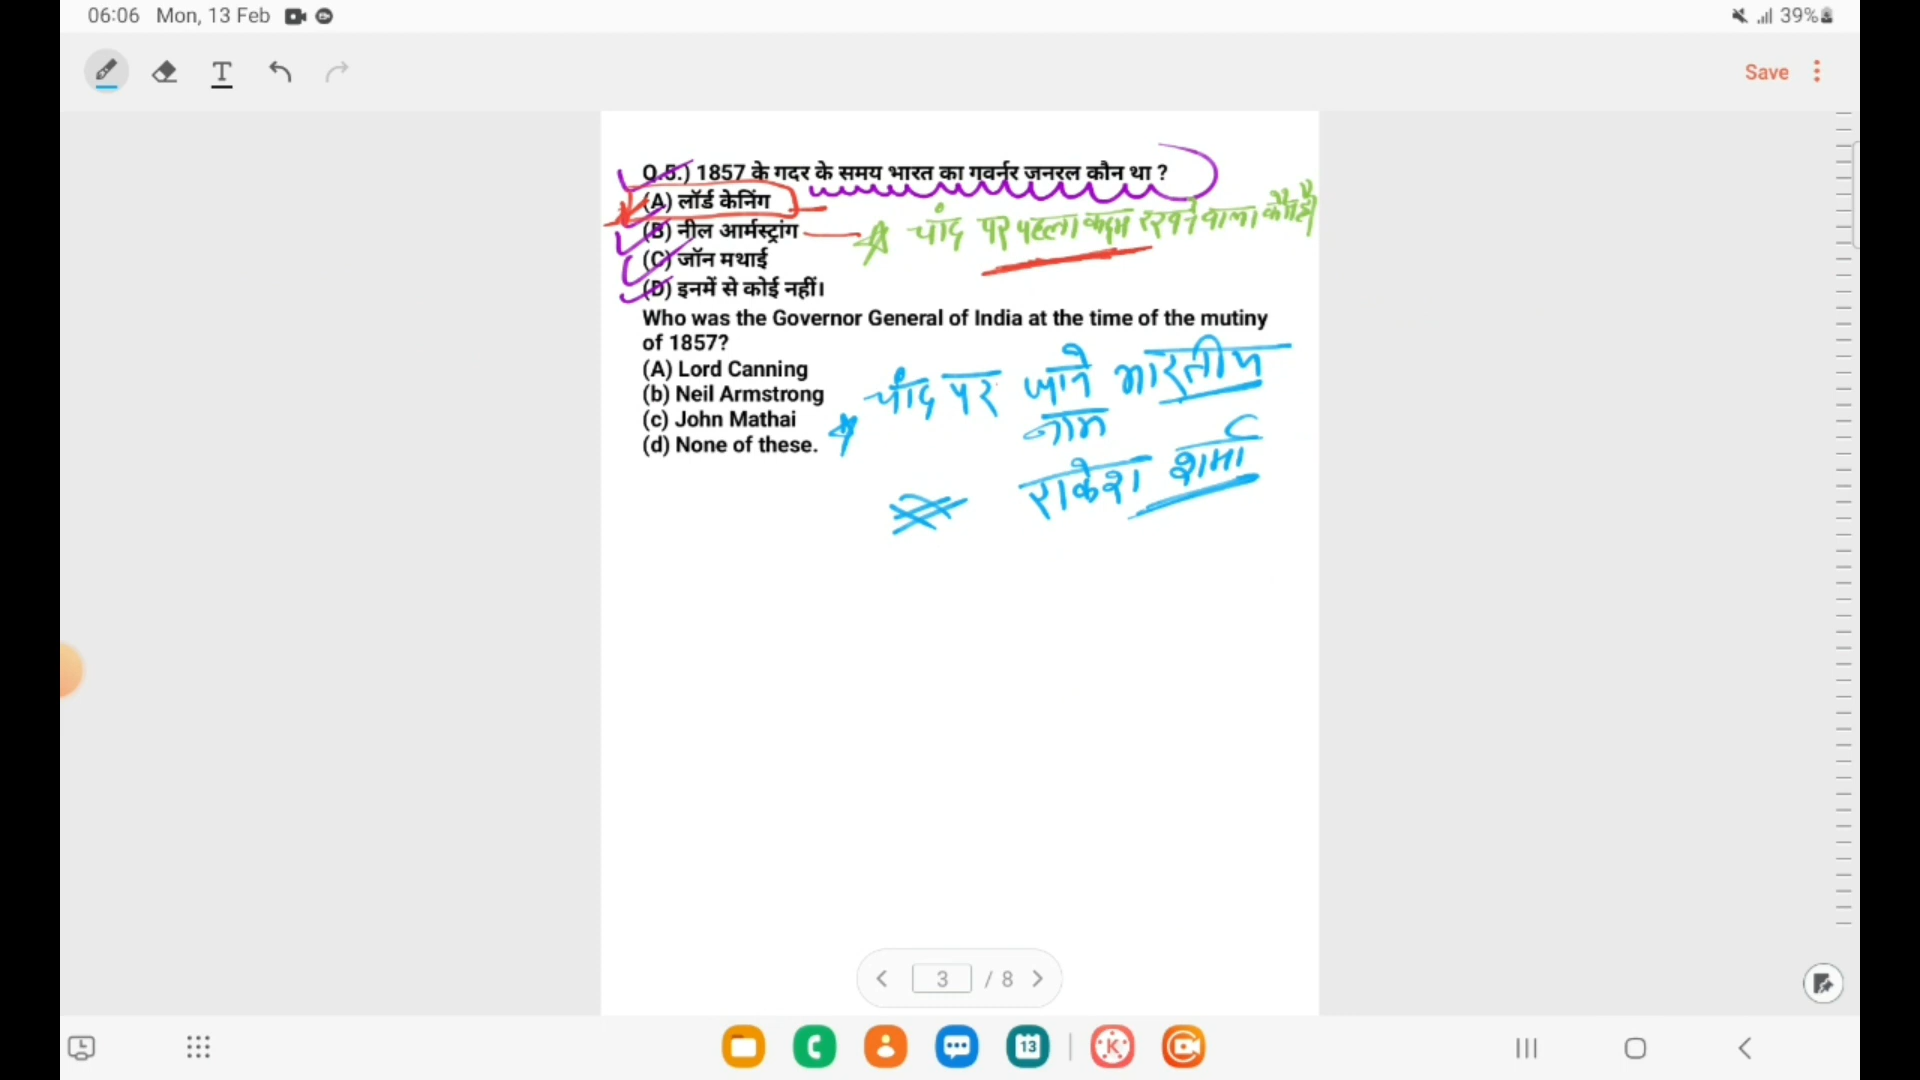 06:06 Mon, 13 Feb
39%
Save
Q.5.) 1857 के गदर के समय भारत का गवर्नर जनरल कौन था ?
(A) लॉर्ड केनिंग
(B) नील आर्मस्ट्रांग
चांद पर पहला कदम रखने वाला
(C) जॉन मथाई
(D) इनमें से कोई नहीं।
Who was the Governor General of India at the time of the mutiny
of 1857?
(A) Lord Canning
(b) Neil Armstrong
(c) John Mathai
(d) None of these.
चांद पर जाने भारतीय
नाम
राकेश शर्मा
3 / 8
13
K